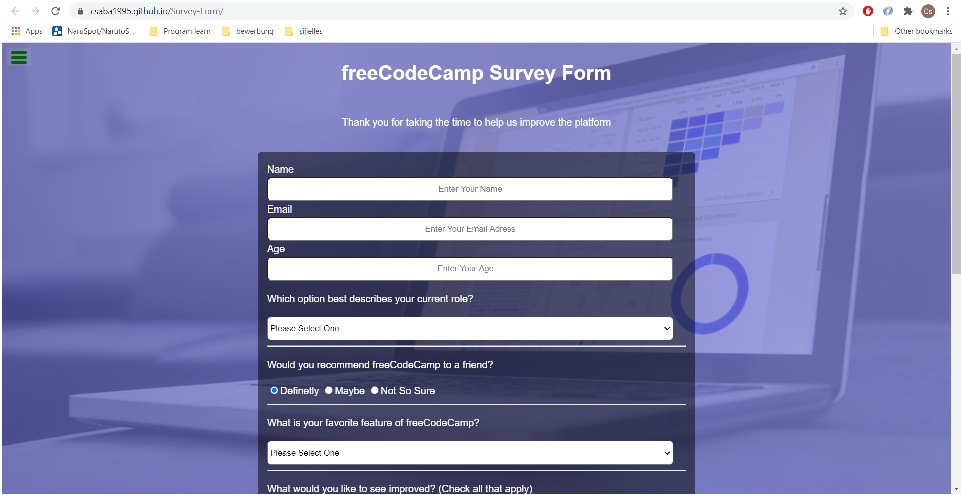 csaba1995.github.io/Survey-Form/
Cs
Apps NaruSpot/NarutoS... Program learn bewerbung sijjelles Other bookmarks
freeCodeCamp Survey Form
Thank you for taking the time to help us improve the platform
Name
Enter Your Name
Email
Enter Your Email Adress
Age
Enter Your Age
Which option best describes your current role?
Please Select One
Would you recommend freeCodeCamp to a friend?
Definetly Maybe Not So Sure
What is your favorite feature of freeCodeCamp?
Please Select One
What would you like to see improved? (Check all that apply)